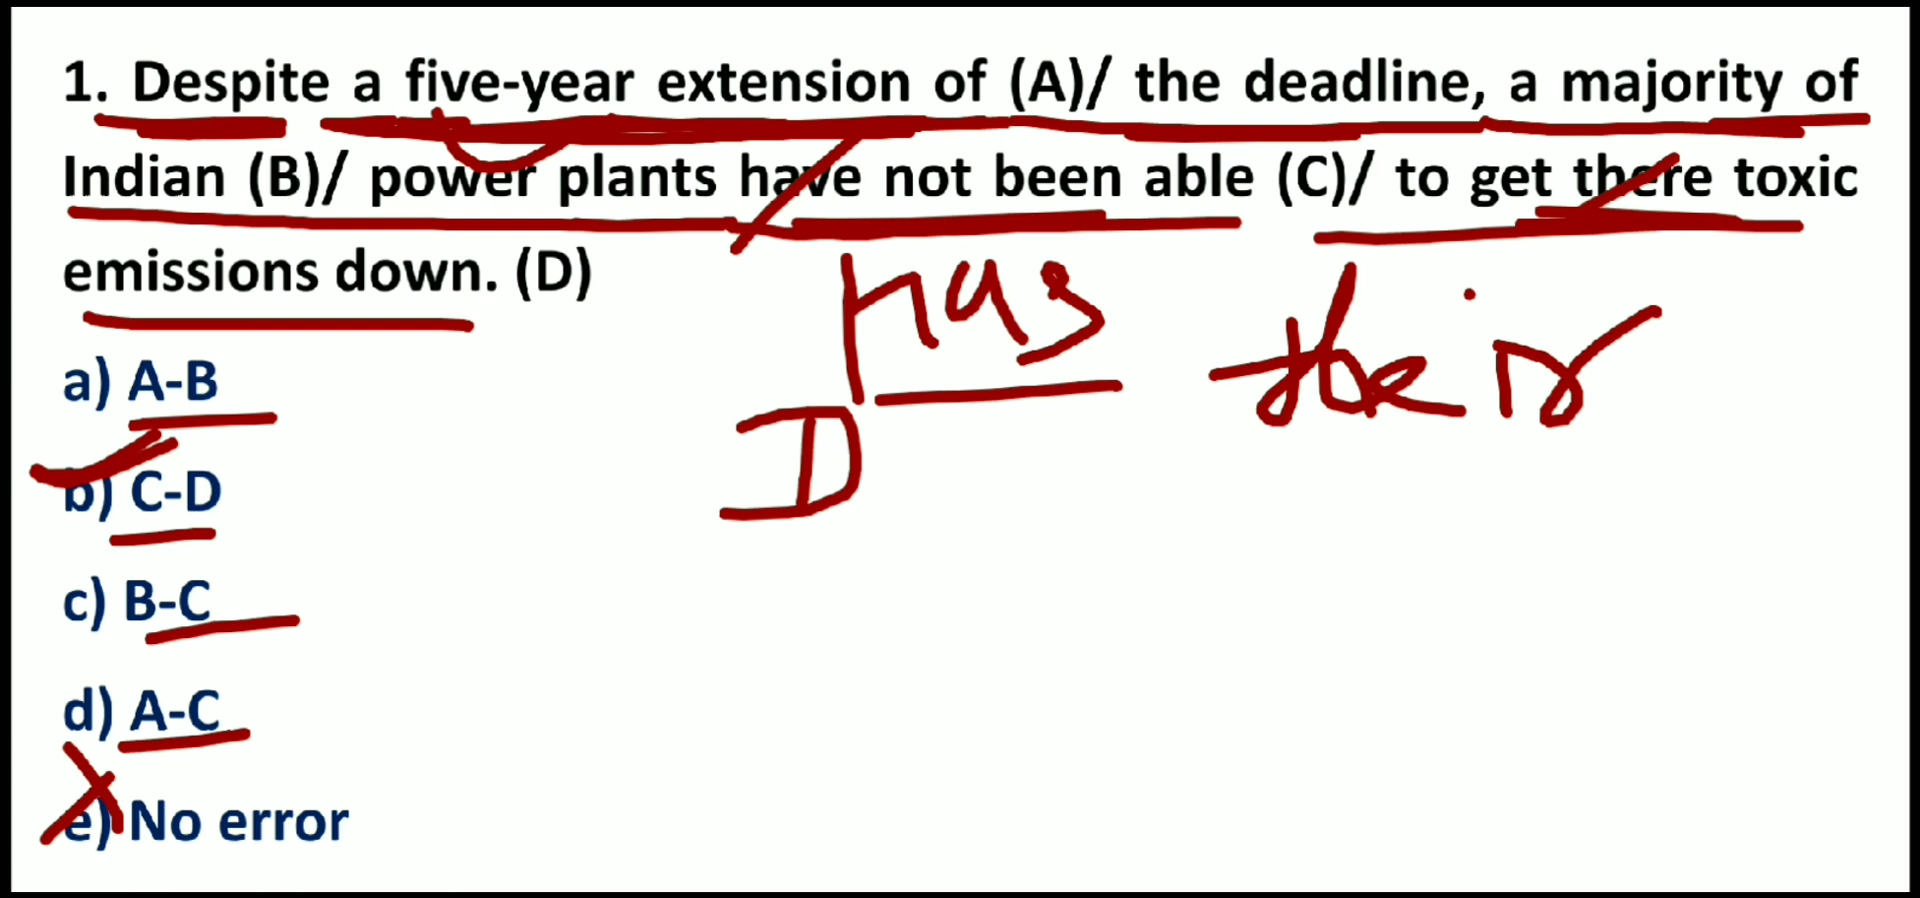 1. Despite a five-year extension of (A)/ the deadline, a majority of
Indian (B)/ power plants have not been able (C)/ to get there toxic
emissions down. (D)
has
their
D
a) A-B
b) C-D
c) B-C
d) A-C
e) No error